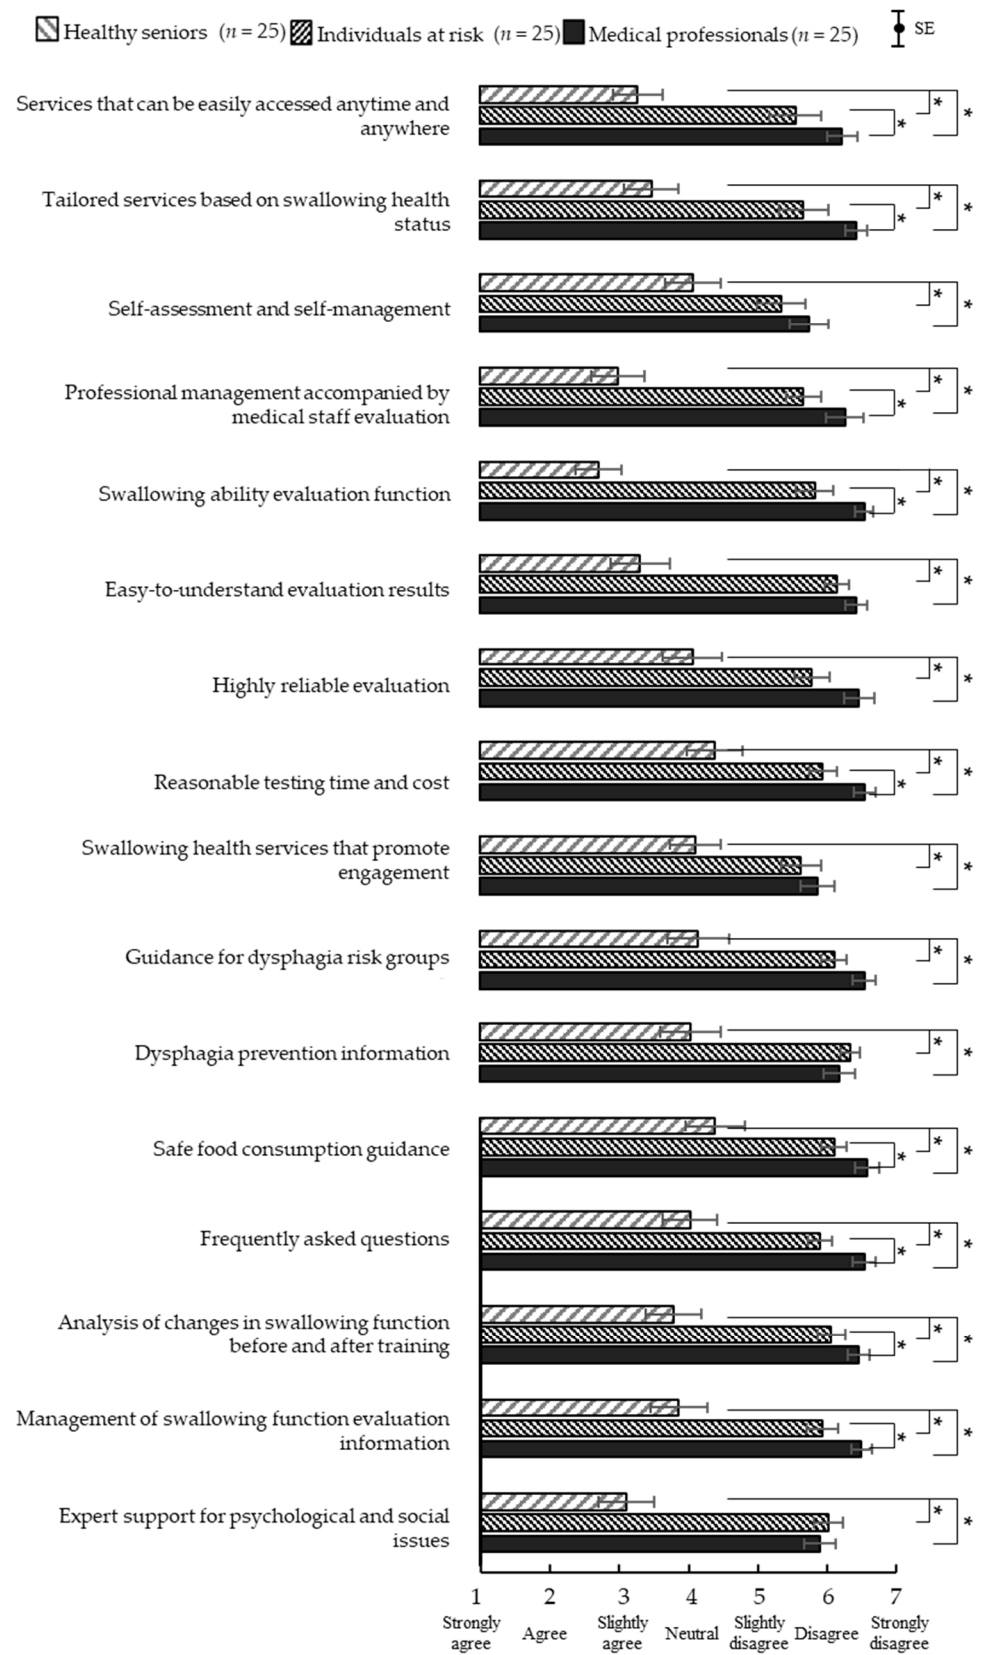 Healthy seniors (n = 25) Individuals at risk (n = 25) Medical professionals (n = 25) SE
Services that can be easily accessed anytime and
anywhere
* * *
Tailored services based on swallowing health
status
* * *
Self-assessment and self-management
* *
Professional management accompanied by
medical staff evaluation
* * *
Swallowing ability evaluation function
* * *
Easy-to-understand evaluation results
* *
Highly reliable evaluation
* *
Reasonable testing time and cost
* * *
Swallowing health services that promote
engagement
* *
Guidance for dysphagia risk groups
* *
Dysphagia prevention information
* *
Safe food consumption guidance
* * *
Frequently asked questions
* * *
Analysis of changes in swallowing function
before and after training
* * *
Management of swallowing function evaluation
information
* * *
Expert support for psychological and social
issues
* *
1 2 3 4 5 6 7
Strongly agree Agree Slightly agree Neutral Slightly disagree Disagree Strongly disagree